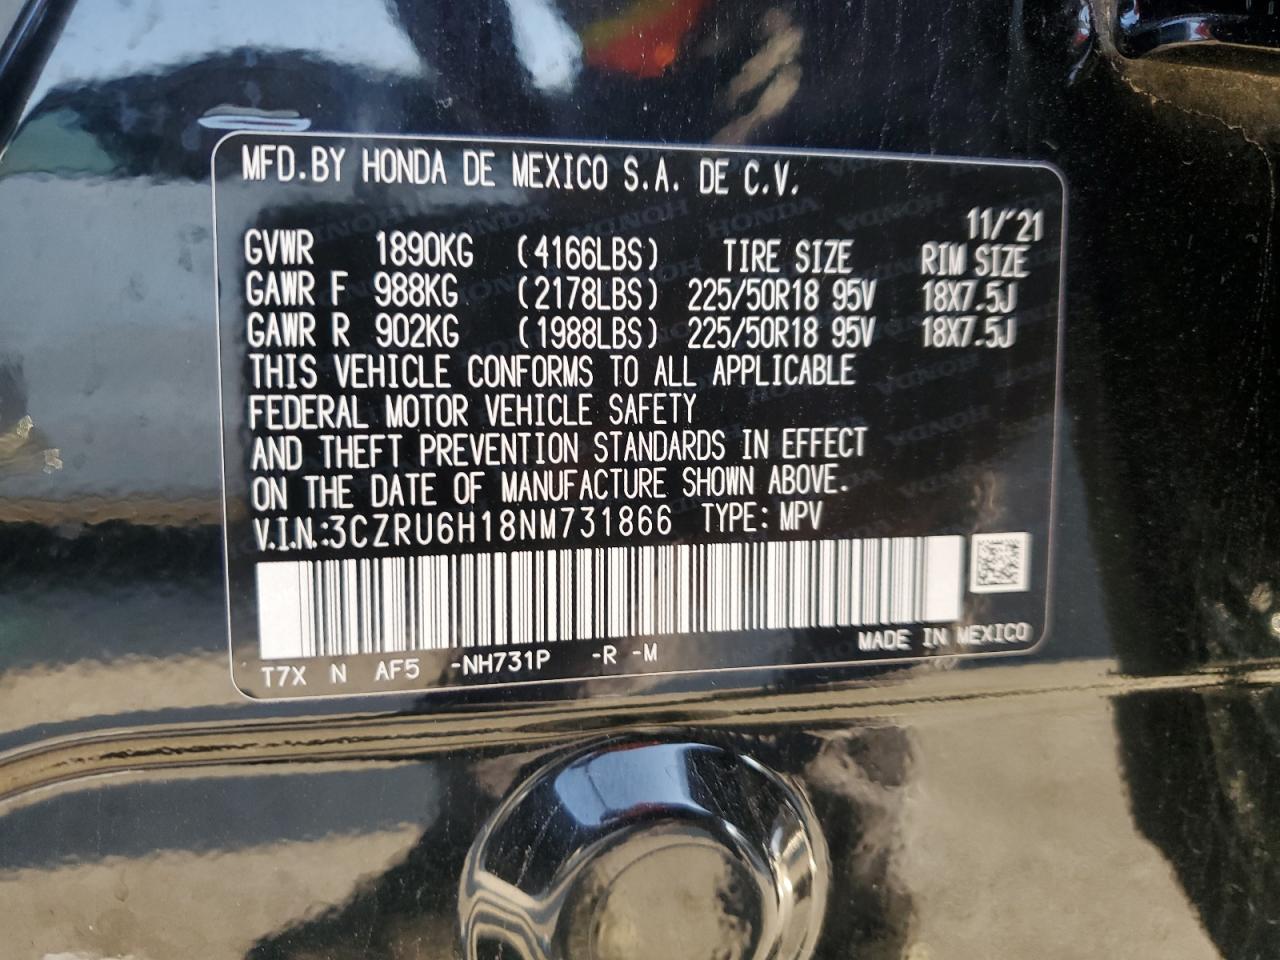 MFD.BY HONDA DE MEXICO S.A. DE C.V.
11/'21
GVWR 1890KG (4166LBS) TIRE SIZE RIM SIZE
GAWR F 988KG (2178LBS) 225/50R18 95V 18X7.5J
GAWR R 902KG (1988LBS) 225/50R18 95V 18X7.5J
THIS VEHICLE CONFORMS TO ALL APPLICABLE
FEDERAL MOTOR VEHICLE SAFETY
AND THEFT PREVENTION STANDARDS IN EFFECT
ON THE DATE OF MANUFACTURE SHOWN ABOVE.
V.I.N.:3CZRU6H18NM731866 TYPE: MPV
MADE IN MEXICO
T7X N AF5 -NH731P -R -M